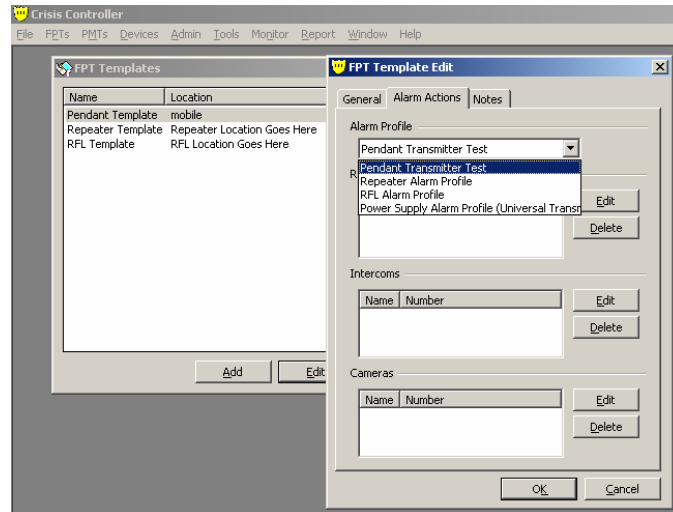 Crisis Controller
File FPTs PMTs Devices Admin Tools Monitor Report Window Help
FPT Templates
Name Location
Pendant Template mobile
Repeater Template Repeater Location Goes Here
RFL Template RFL Location Goes Here
Add Edit
FPT Template Edit
General Alarm Actions Notes
Alarm Profile
Pendant Transmitter Test
Pendant Transmitter Test
Repeater Alarm Profile
RFL Alarm Profile
Power Supply Alarm Profile (Universal Transm
R
Edit
Delete
Intercoms
Name Number
Edit
Delete
Cameras
Name Number
Edit
Delete
OK Cancel